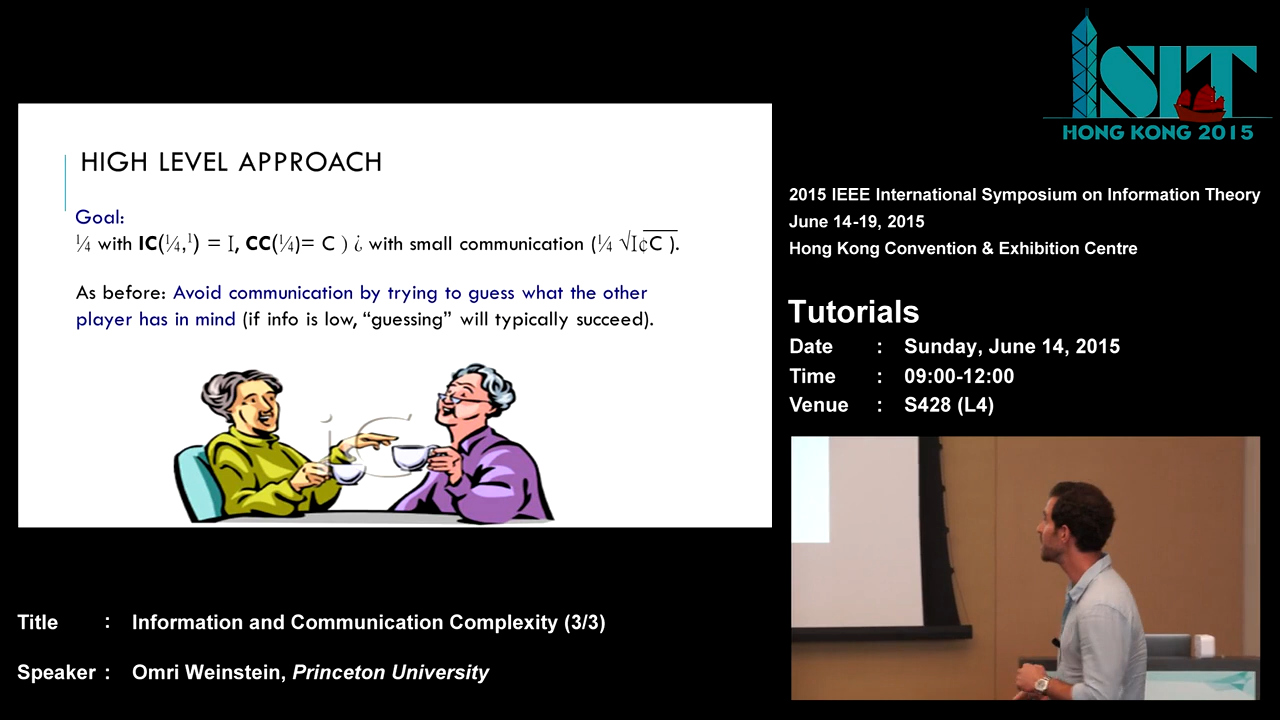 HIGH LEVEL APPROACH
Goal:
¼ with IC(¼,¹) = I, CC(¼)= C ) ¿ with small communication (¼ √I¢C ).
As before: Avoid communication by trying to guess what the other
player has in mind (if info is low, “guessing” will typically succeed).
iC
ISIT
HONG KONG 2015
2015 IEEE International Symposium on Information Theory
June 14-19, 2015
Hong Kong Convention & Exhibition Centre
Tutorials
Date : Sunday, June 14, 2015
Time : 09:00-12:00
Venue : S428 (L4)
Title : Information and Communication Complexity (3/3)
Speaker : Omri Weinstein, Princeton University